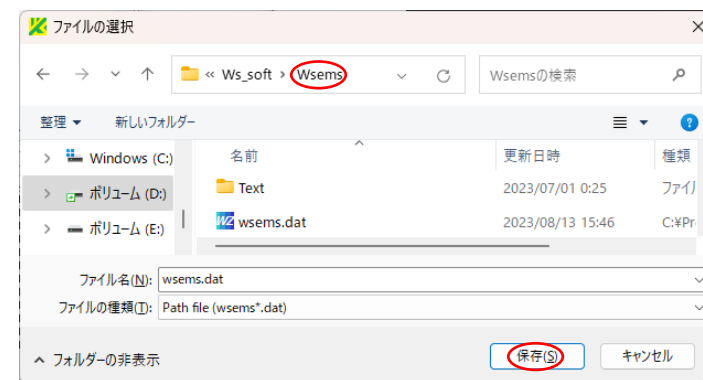 ファイルの選択
« Ws_soft › Wsems
Wsemsの検索
整理 新しいフォルダー
名前 更新日時 種類
Windows (C:)
ボリューム (D:)
ボリューム (E:)
Text 2023/07/01 0:25 ファイル
WZ wsems.dat 2023/08/13 15:46 C:¥Pr
ファイル名(N): wsems.dat
ファイルの種類(T): Path file (wsems*.dat)
フォルダーの非表示 保存(S) キャンセル